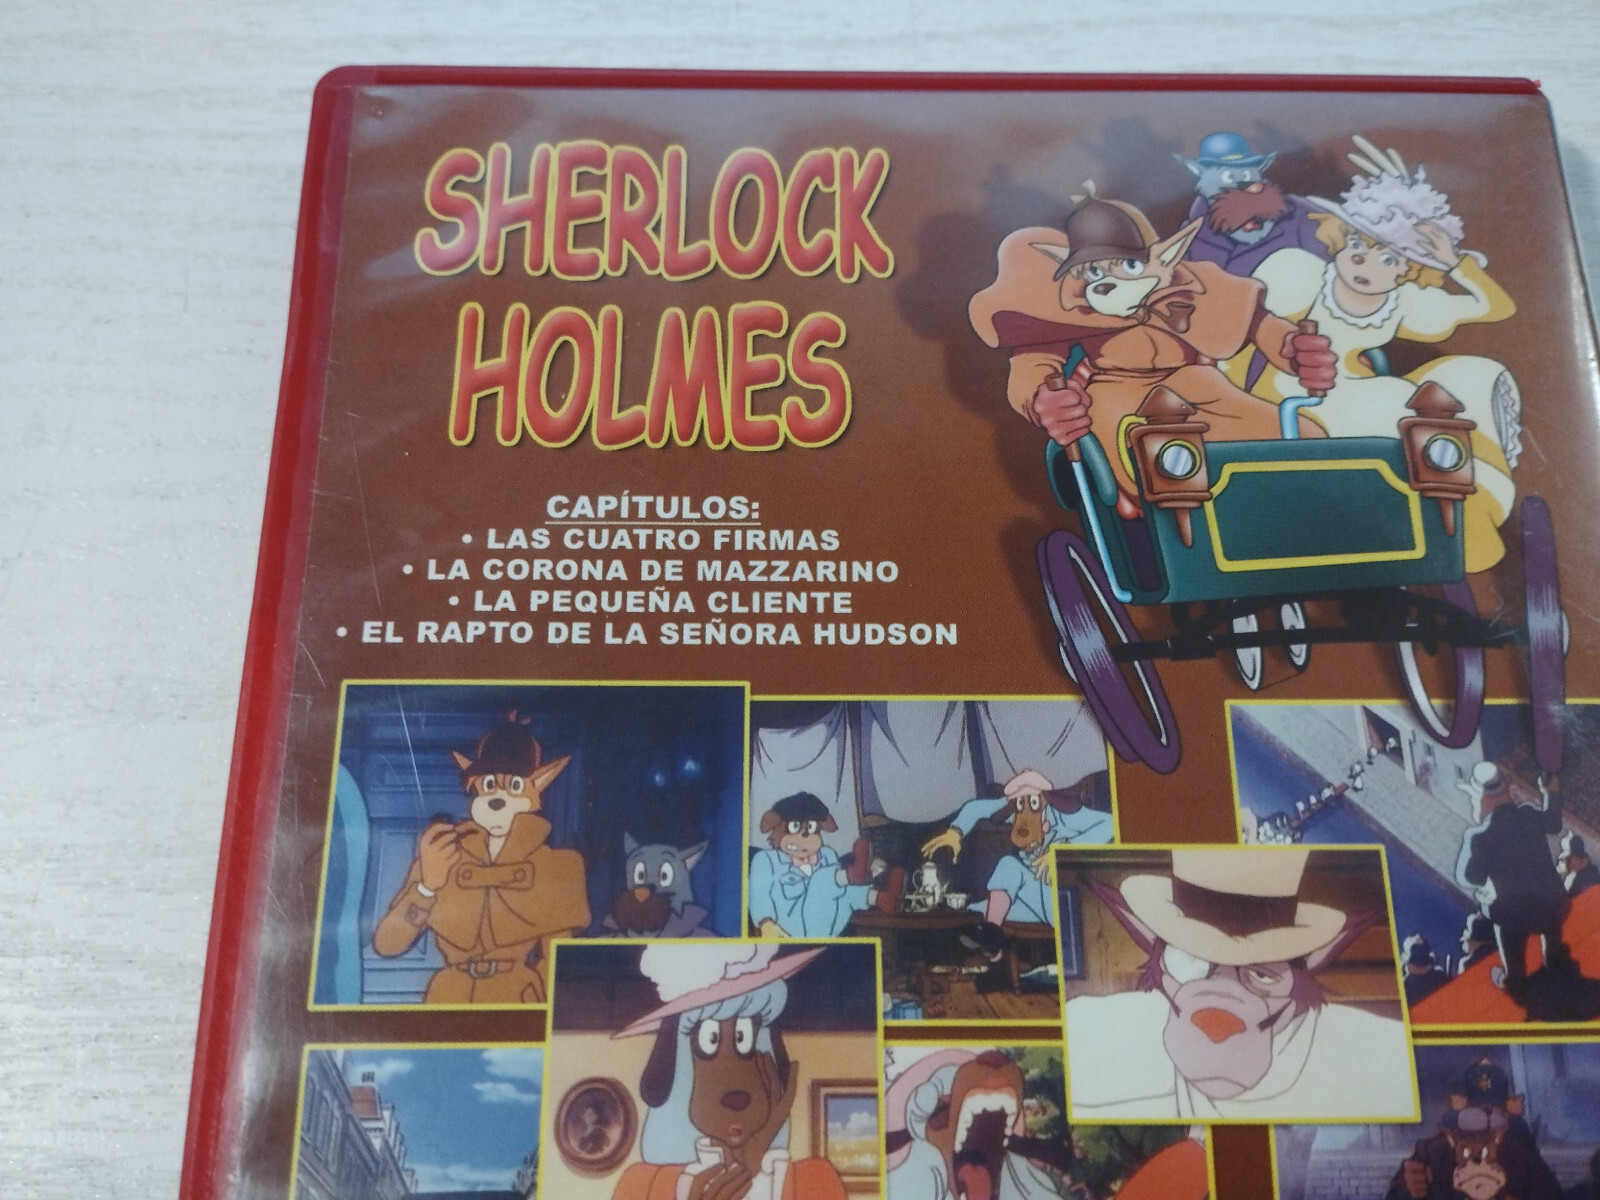 SHERLOCK
HOLMES
CAPÍTULOS:
• LAS CUATRO FIRMAS
• LA CORONA DE MAZZARINO
• LA PEQUEÑA CLIENTE
• EL RAPTO DE LA SEÑORA HUDSON